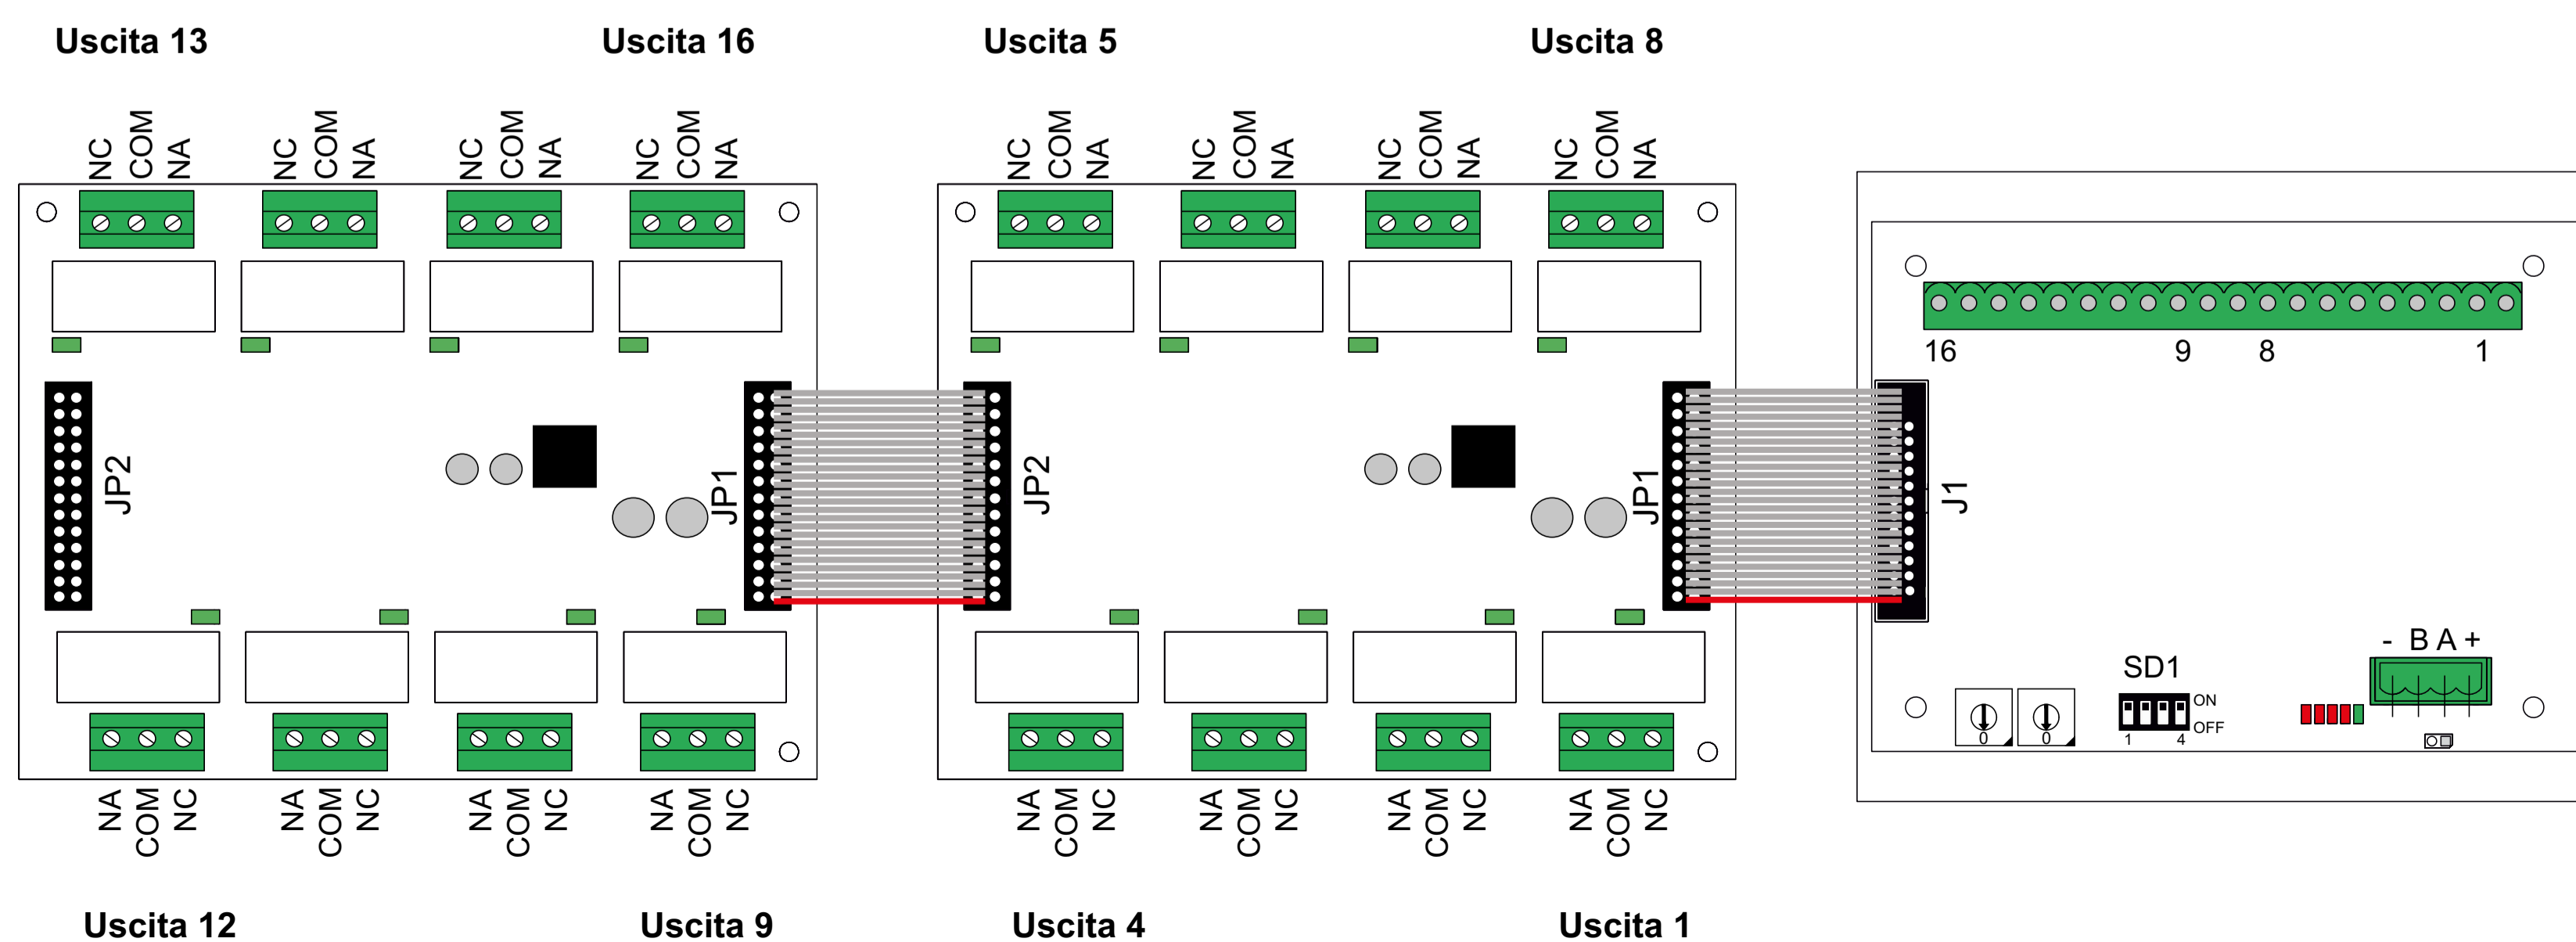 Uscita 13 Uscita 16 Uscita 5 Uscita 8
NC COM NA NC COM NA NC COM NA NC COM NA NC COM NA NC COM NA NC COM NA NC COM NA
16 9 8 1
JP2 JP1 JP2 JP1 J1
- B A +
SD1
ON
OFF
0 0 1 4
NA COM NC NA COM NC NA COM NC NA COM NC NA COM NC NA COM NC NA COM NC NA COM NC
Uscita 12 Uscita 9 Uscita 4 Uscita 1